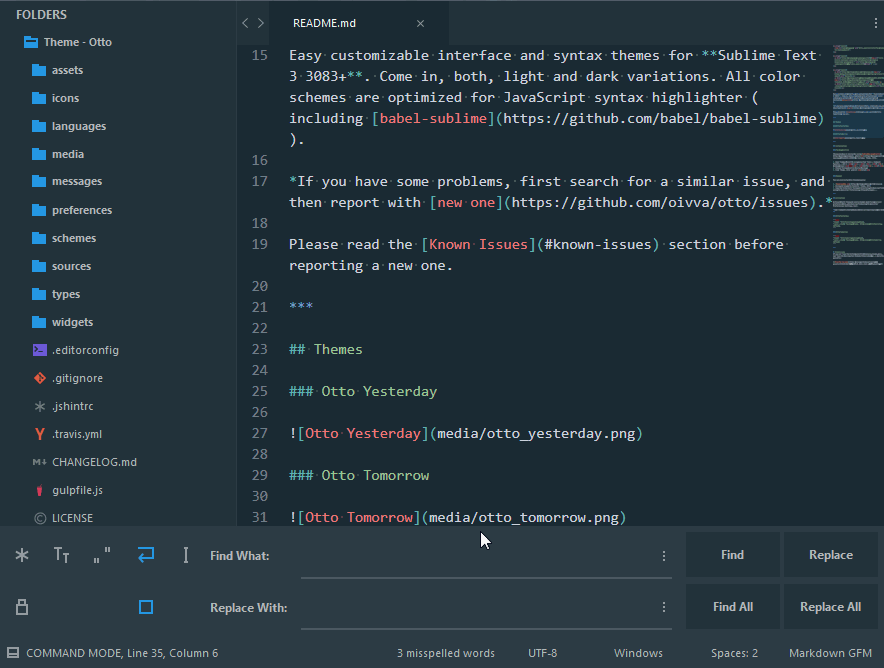 FOLDERS
Theme - Otto
assets
icons
languages
media
messages
preferences
schemes
sources
types
widgets
.editorconfig
.gitignore
.jshintrc
.travis.yml
CHANGELOG.md
gulpfile.js
LICENSE
README.md
15 Easy customizable interface and syntax themes for **Sublime Text
3 3083+**. Come in, both, light and dark variations. All color
schemes are optimized for JavaScript syntax highlighter (
including [babel-sublime](https://github.com/babel/babel-sublime)
).
16
17 *If you have some problems, first search for a similar issue, and
then report with [new one](https://github.com/oivva/otto/issues).*
18
19 Please read the [Known Issues](#known-issues) section before
reporting a new one.
20
21 ***
22
23 ## Themes
24
25 ### Otto Yesterday
26
27 ![Otto Yesterday](media/otto_yesterday.png)
28
29 ### Otto Tomorrow
30
31 ![Otto Tomorrow](media/otto_tomorrow.png)
Find What:
Find
Replace
Replace With:
Find All
Replace All
COMMAND MODE, Line 35, Column 6
3 misspelled words
UTF-8
Windows
Spaces: 2
Markdown GFM